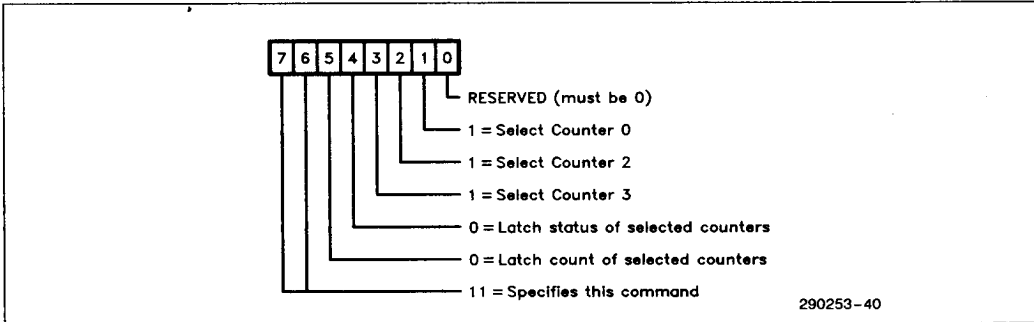 7 6 5 4 3 2 1 0
RESERVED (must be 0)
1 = Select Counter 0
1 = Select Counter 2
1 = Select Counter 3
0 = Latch status of selected counters
0 = Latch count of selected counters
11 = Specifies this command
290253-40